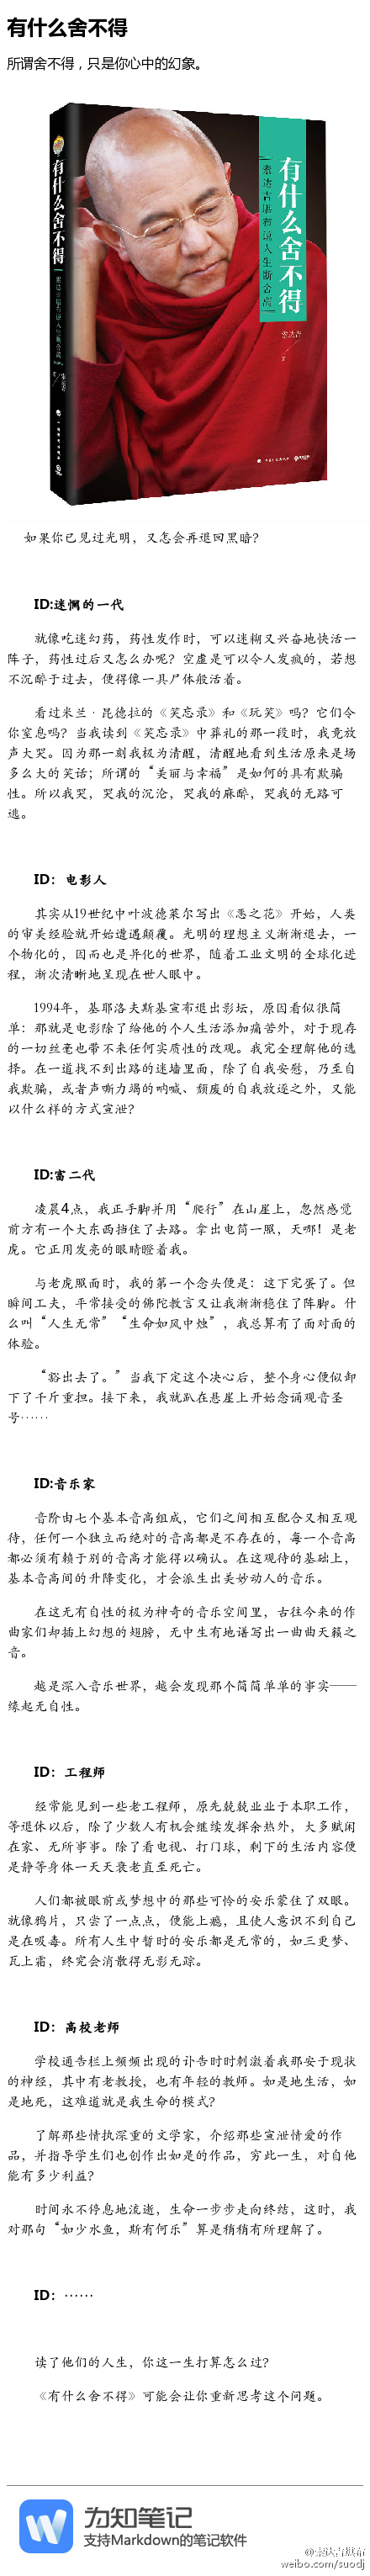 有什么舍不得
所谓舍不得，只是你心中的幻象。
有什么舍不得
索达吉堪布说人生断舍离
索达吉
有什么舍不得
索达吉堪布说人生断舍离
索达吉
如果你已见过光明，又怎会再退回黑暗？
ID:迷惘的一代
就像吃迷幻药，药性发作时，可以迷糊又兴奋地快活一
阵子，药性过后又怎么办呢？空虚是可以令人发疯的，若想
不沉醉于过去，便得像一具尸体般活着。
看过米兰·昆德拉的《笑忘录》和《玩笑》吗？它们令
你窒息吗？当我读到《笑忘录》中葬礼的那一段时，我竟放
声大哭。因为那一刻我极为清醒，清醒地看到生活原来是场
多么大的笑话；所谓的“美丽与幸福”是如何的具有欺骗
性。所以我哭，哭我的沉沦，哭我的麻醉，哭我的无路可
逃。
ID：电影人
其实从19世纪中叶波德莱尔写出《恶之花》开始，人类
的审美经验就开始遭遇颠覆。光明的理想主义渐渐退去，一
个物化的，因而也是异化的世界，随着工业文明的全球化进
程，渐次清晰地呈现在世人眼中。
1994年，基耶洛夫斯基宣布退出影坛，原因看似很简
单：那就是电影除了给他的个人生活添加痛苦外，对于现存
的一切丝毫也带不来任何实质性的改观。我完全理解他的选
择。在一道找不到出路的迷墙里面，除了自我安慰，乃至自
我欺骗，或者声嘶力竭的呐喊、颓废的自我放逐之外，又能
以什么样的方式宣泄？
ID:富二代
凌晨4点，我正手脚并用“爬行”在山崖上，忽然感觉
前方有一个大东西挡住了去路。拿出电筒一照，天哪！是老
虎。它正用发亮的眼睛瞪着我。
与老虎照面时，我的第一个念头便是：这下完蛋了。但
瞬间工夫，平常接受的佛陀教言又让我渐渐稳住了阵脚。什
么叫“人生无常”“生命如风中烛”，我总算有了面对面的
体验。
“豁出去了。”当我下定这个决心后，整个身心便似卸
下了千斤重担。接下来，我就趴在悬崖上开始念诵观音圣
号……
ID:音乐家
音阶由七个基本音高组成，它们之间相互配合又相互观
待，任何一个独立而绝对的音高都是不存在的，每一个音高
都必须有赖于别的音高才能得以确认。在这观待的基础上，
基本音高间的升降变化，才会派生出美妙动人的音乐。
在这无有自性的极为神奇的音乐空间里，古往今来的作
曲家们却插上幻想的翅膀，无中生有地谱写出一曲曲天籁之
音。
越是深入音乐世界，越会发现那个简简单单的事实——
缘起无自性。
ID：工程师
经常能见到一些老工程师，原先兢兢业业于本职工作，
等退休以后，除了少数人有机会继续发挥余热外，大多赋闲
在家、无所事事。除了看电视、打门球，剩下的生活内容便
是静等身体一天天衰老直至死亡。
人们都被眼前或梦想中的那些可怜的安乐蒙住了双眼。
就像鸦片，只尝了一点点，便能上瘾，且使人意识不到自己
是在吸毒。所有人生中暂时的安乐都是无常的，如三更梦、
瓦上霜，终究会消散得无影无踪。
ID：高校老师
学校通告栏上频频出现的讣告时时刺激着我那安于现状
的神经，其中有老教授，也有年轻的教师。如是地生活，如
是地死，这难道就是我生命的模式？
了解那些情执深重的文学家，介绍那些宣泄情爱的作
品，并指导学生们也创作出如是的作品，穷此一生，对自他
能有多少利益？
时间永不停息地流逝，生命一步步走向终结，这时，我
对那句“如少水鱼，斯有何乐”算是稍稍有所理解了。
ID：……
读了他们的人生，你这一生打算怎么过？
《有什么舍不得》可能会让你重新思考这个问题。
为知笔记
支持Markdown的笔记软件
@索达吉堪布
weibo.com/suodj